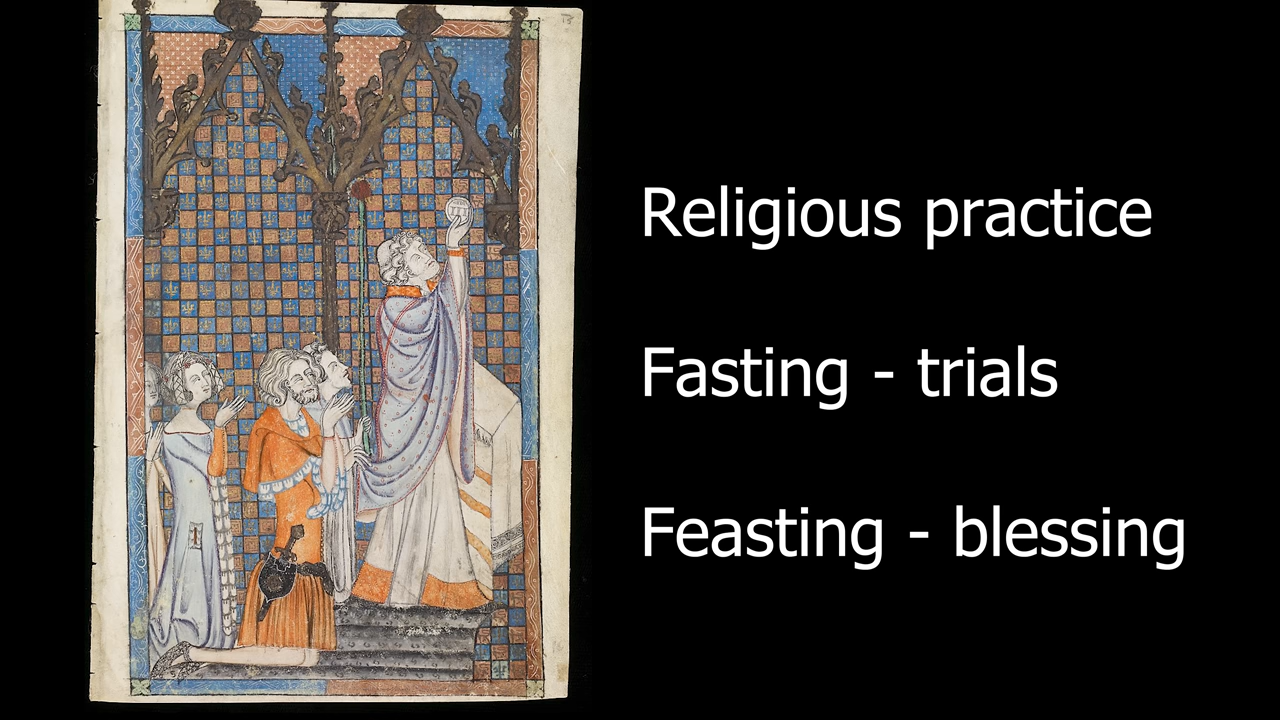 Religious practice
Fasting - trials
Feasting - blessing